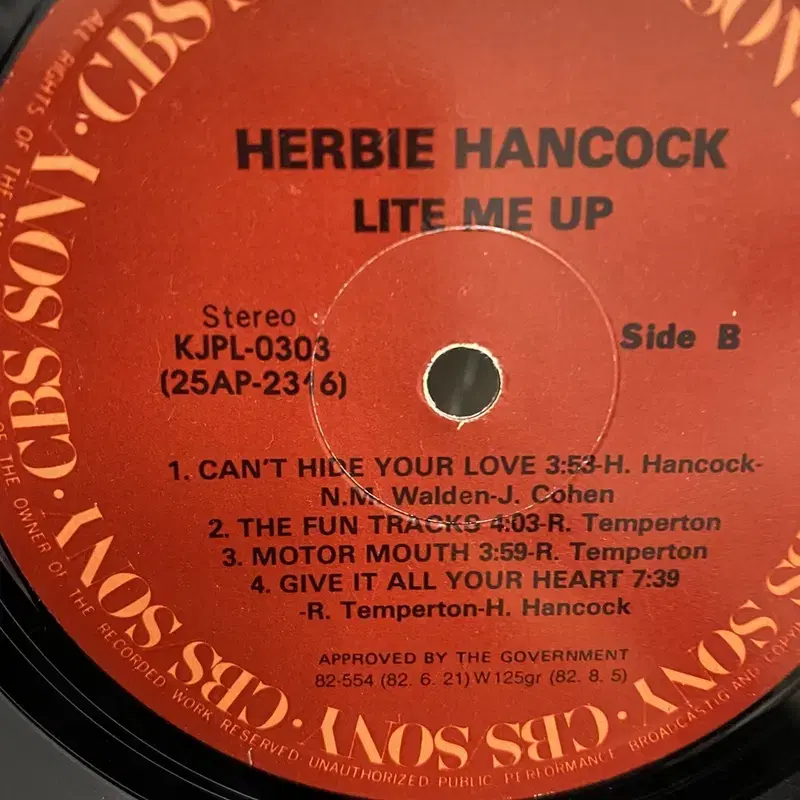 HERBIE HANCOCK
LITE ME UP
Stereo
KJPL-0303
(25AP-2316)
Side B
1. CAN'T HIDE YOUR LOVE 3:53-H. Hancock-
N.M. Walden-J. Cohen
2. THE FUN TRACKS 4:03-R. Temperton
3. MOTOR MOUTH 3:59-R. Temperton
4. GIVE IT ALL YOUR HEART 7:39
-R. Temperton-H. Hancock
APPROVED BY THE GOVERNMENT
82-554 (82. 6. 21) W125gr (82. 8. 5)
CBS/SONY · CBS/SONY · CBS/SONY · CBS/SONY · CBS/SONY
ALL RIGHTS OF THE
OF THE OWNER OF THE RECORDED WORK RESERVED UNAUTHORIZED PUBLIC PERFORMANCE BROADCASTIG AND